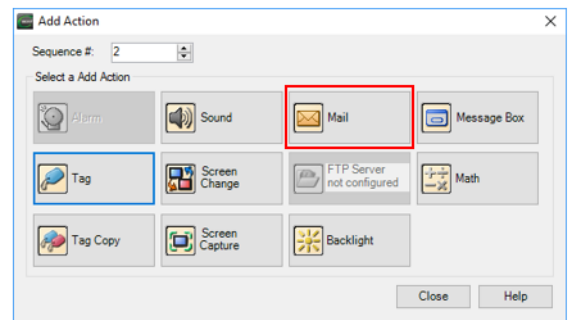 Add Action
Sequence #: 2
Select a Add Action
Alarm
Sound
Mail
Message Box
Tag
Screen
Change
FTP Server
not configured
Math
Tag Copy
Screen
Capture
Backlight
Close
Help